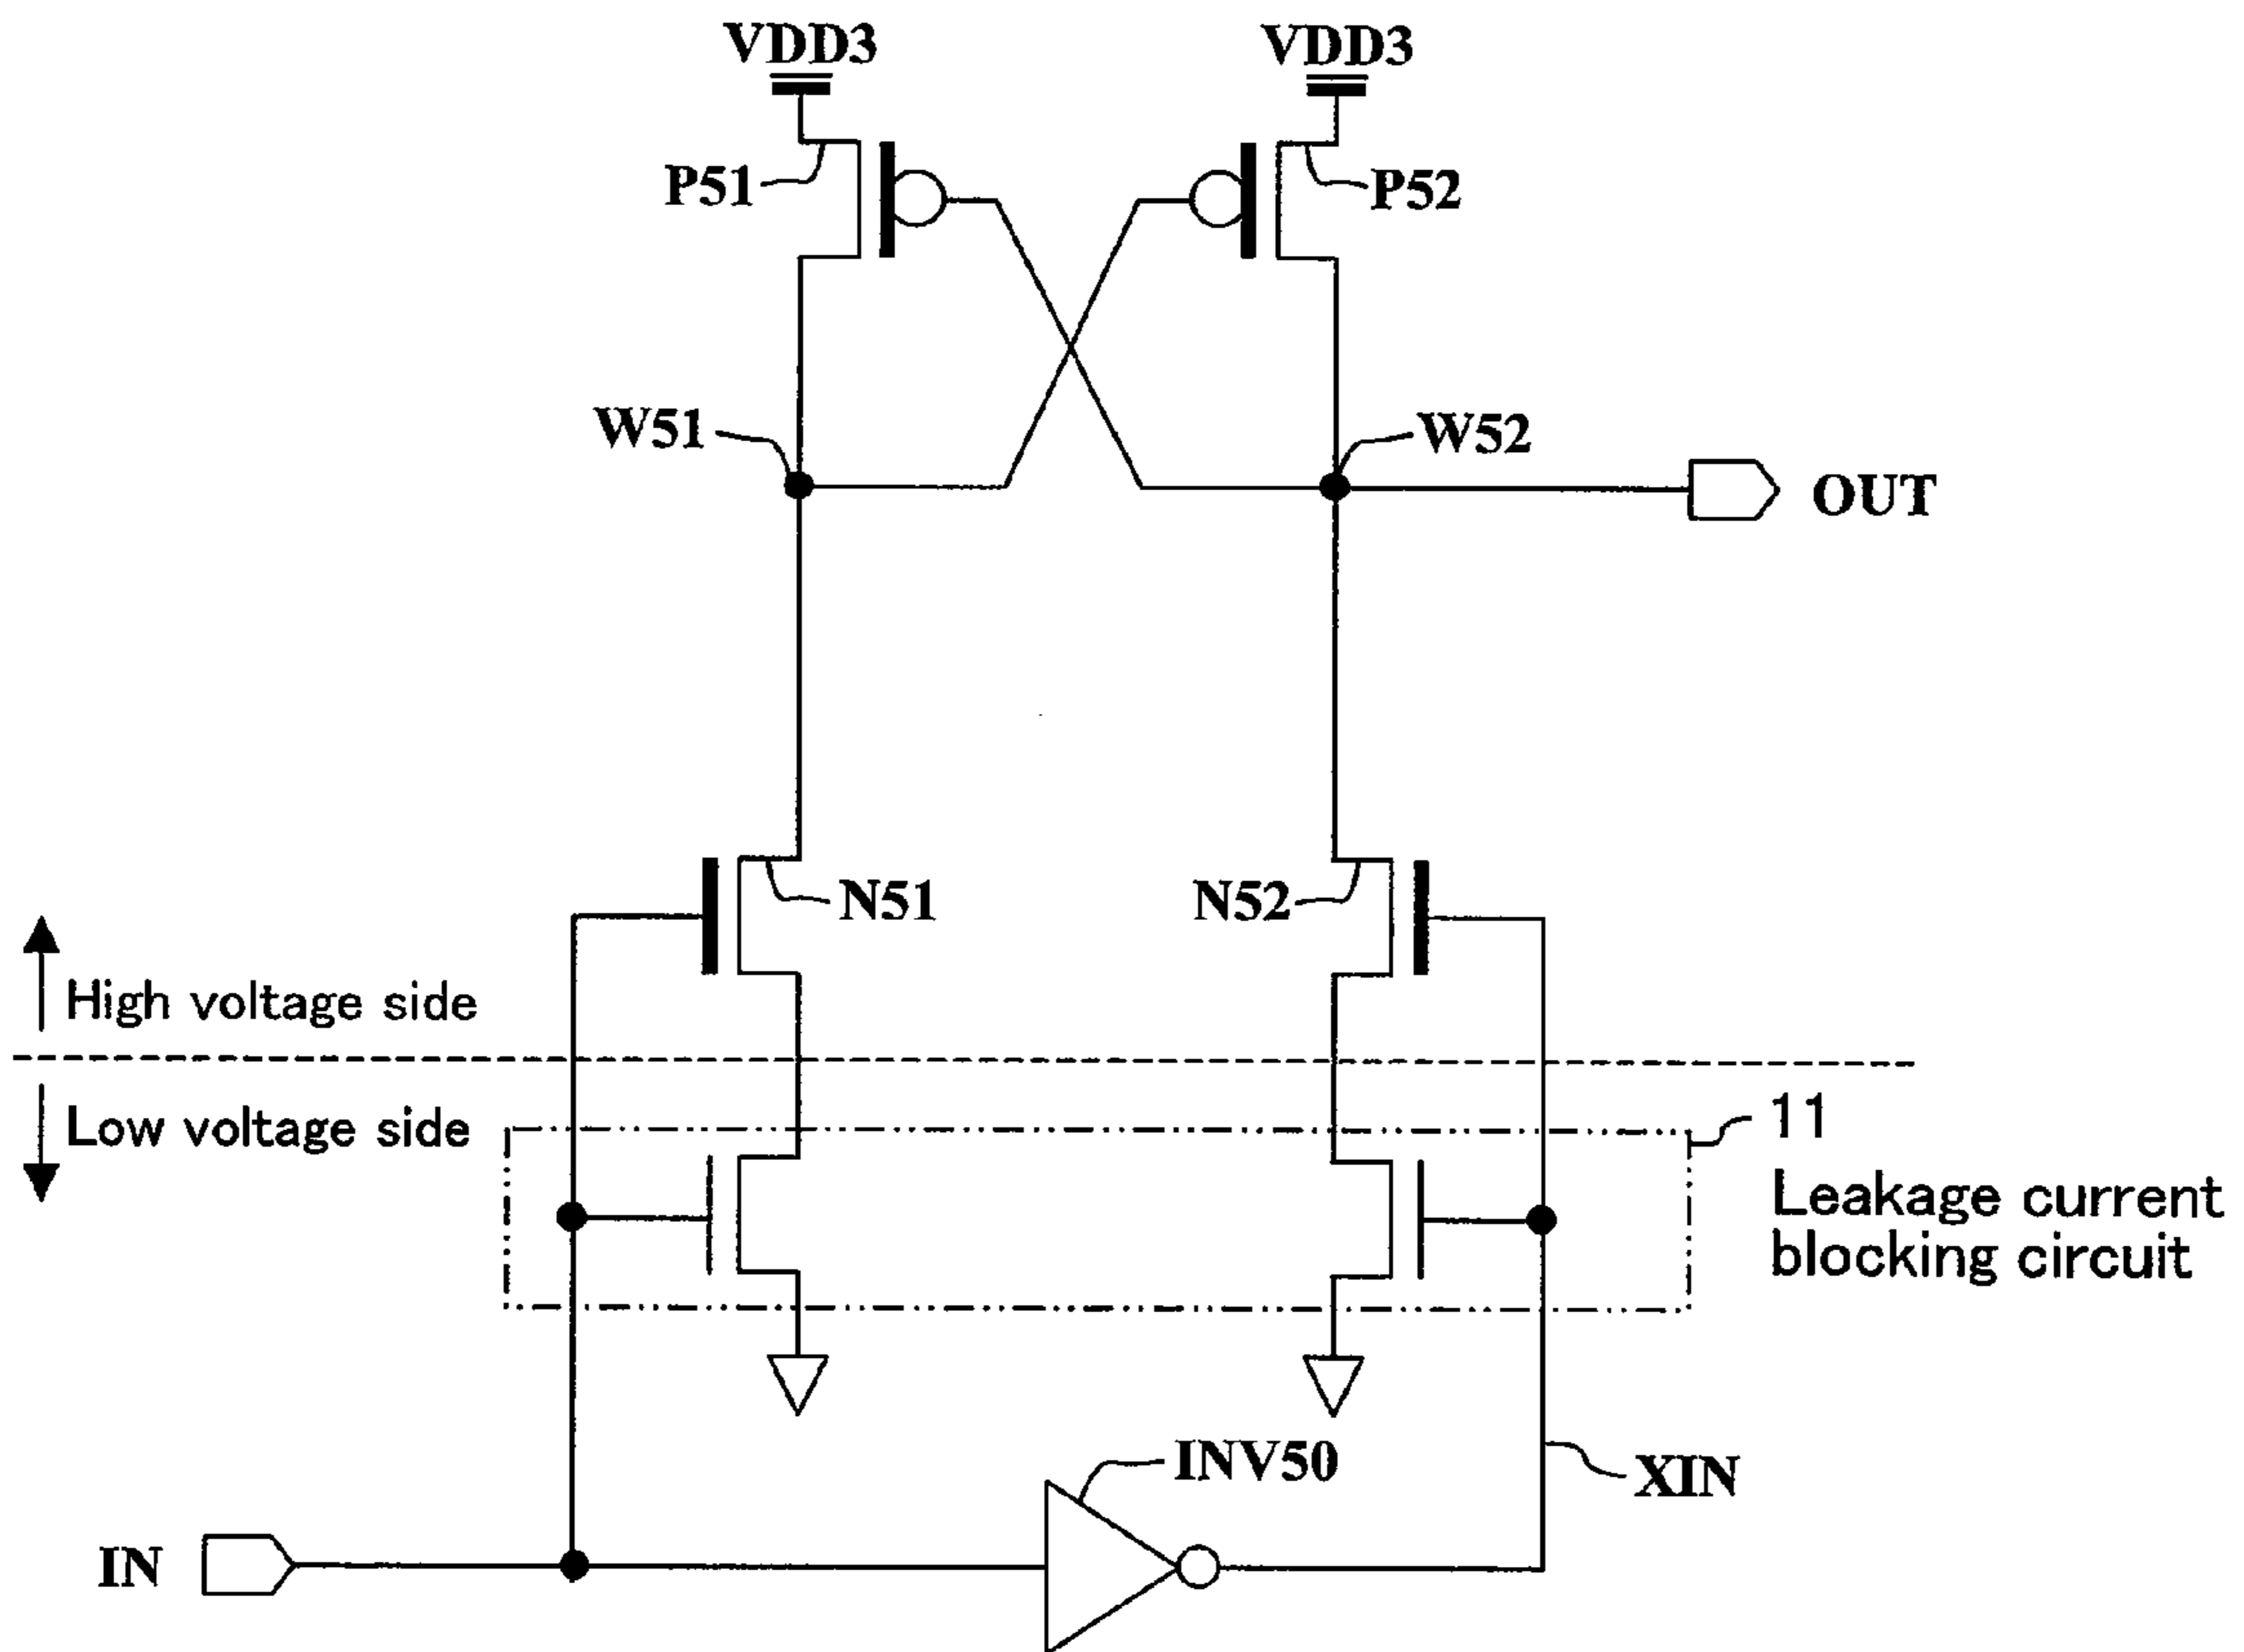 VDD3
VDD3
P51
P52
W51
W52
OUT
N51
N52
High voltage side
Low voltage side
11
Leakage current
blocking circuit
INV50
XIN
IN